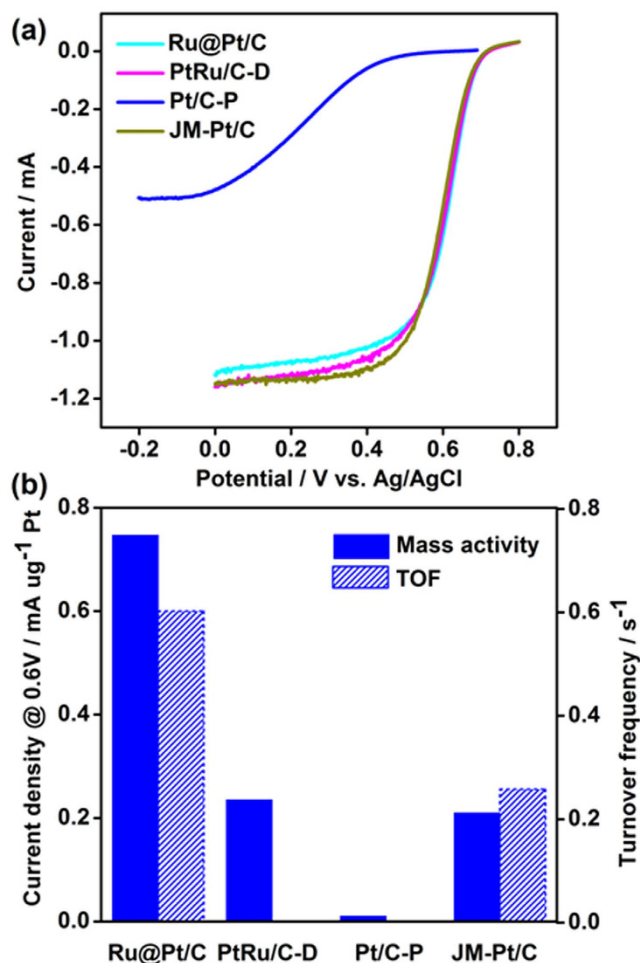 (a)
Ru@Pt/C
PtRu/C-D
Pt/C-P
JM-Pt/C
0.0
-0.2
-0.4
-0.6
-0.8
-1.0
-1.2
Current / mA
-0.2 0.0 0.2 0.4 0.6 0.8
Potential / V vs. Ag/AgCl
(b)
Mass activity
TOF
0.8
0.6
0.4
0.2
0.0
Current density @ 0.6V / mA ug⁻¹ Pt
0.8
0.6
0.4
0.2
0.0
Turnover frequency / s⁻¹
Ru@Pt/C PtRu/C-D Pt/C-P JM-Pt/C